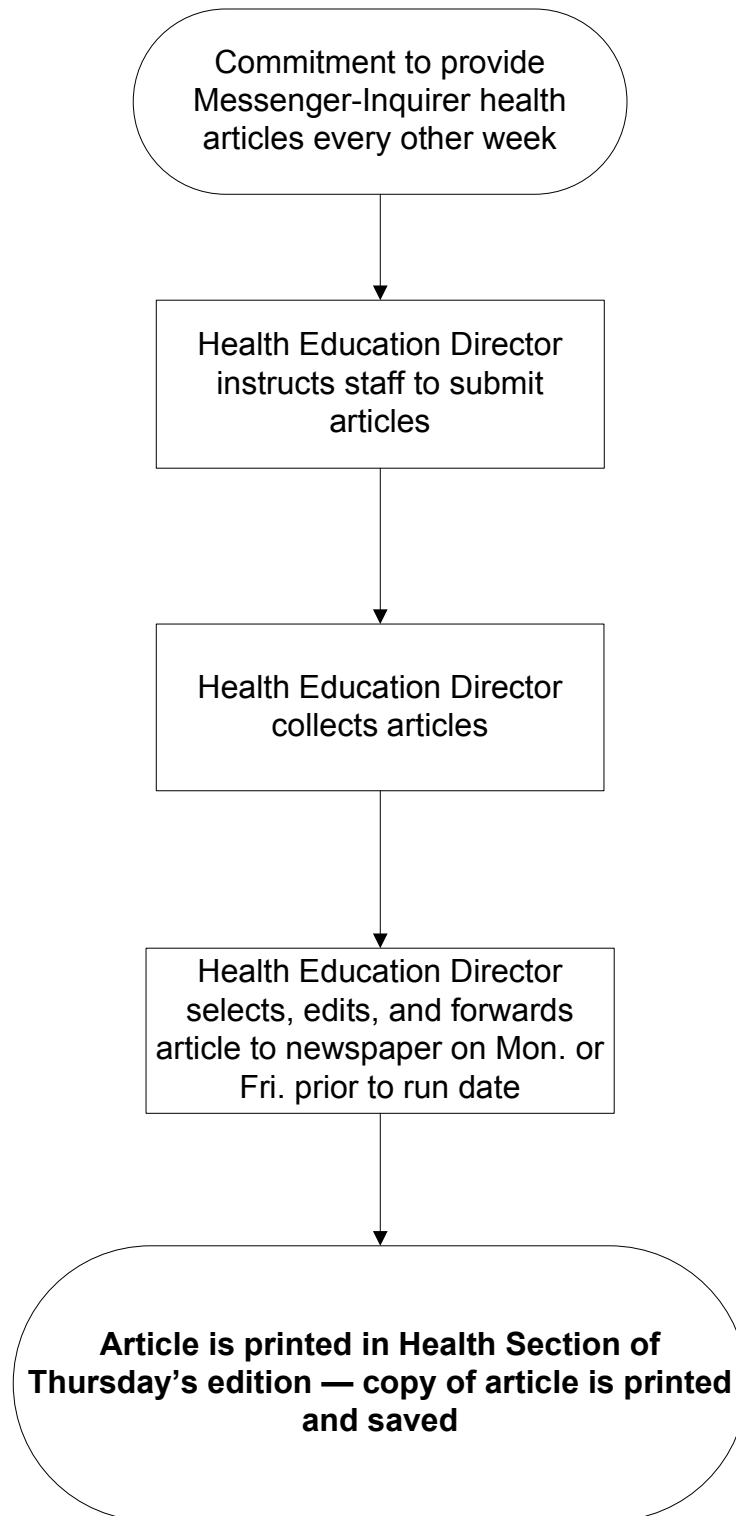 Commitment to provide
Messenger-Inquirer health
articles every other week
Health Education Director
instructs staff to submit
articles
Health Education Director
collects articles
Health Education Director
selects, edits, and forwards
article to newspaper on Mon. or
Fri. prior to run date
Article is printed in Health Section of
Thursday’s edition — copy of article is printed
and saved